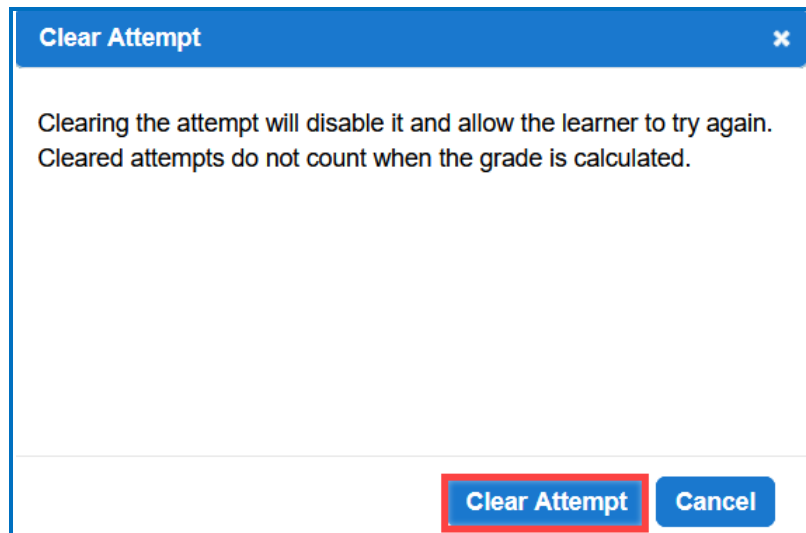 Clear Attempt
Clearing the attempt will disable it and allow the learner to try again.
Cleared attempts do not count when the grade is calculated.
Clear Attempt Cancel